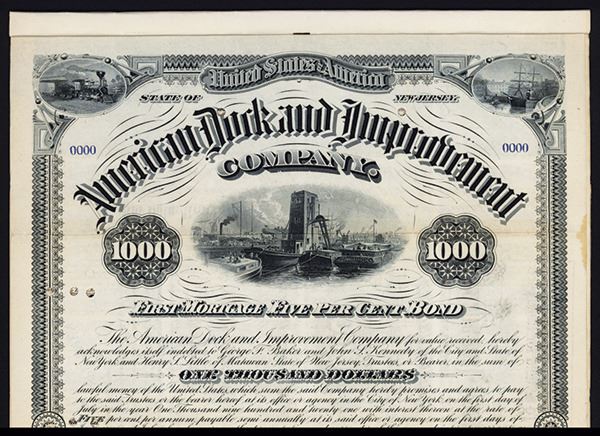 United States of America
STATE OF NEW JERSEY.
0000 0000
American Dock and Improvement
COMPANY.
1000 1000
FIRST MORTGAGE FIVE PER CENT BOND
The American Dock and Improvement Company for value received hereby
acknowledges itself indebted to George F. Baker and John S. Kennedy of the City and State of
New York and Henry S. Little of Matawan State of New Jersey, Trustees, or Bearer, in the sum of
ONE THOUSAND DOLLARS
lawful money of the United States, which sum the said Company hereby promises and agrees to pay
to the said Trustees or the bearer hereof at its office or agency in the City of New York on the first day of
July in the year One Thousand nine hundred and twenty one with interest thereon at the rate of
FIVE per cent per annum, payable semi-annually at its said office or agency on the first days of